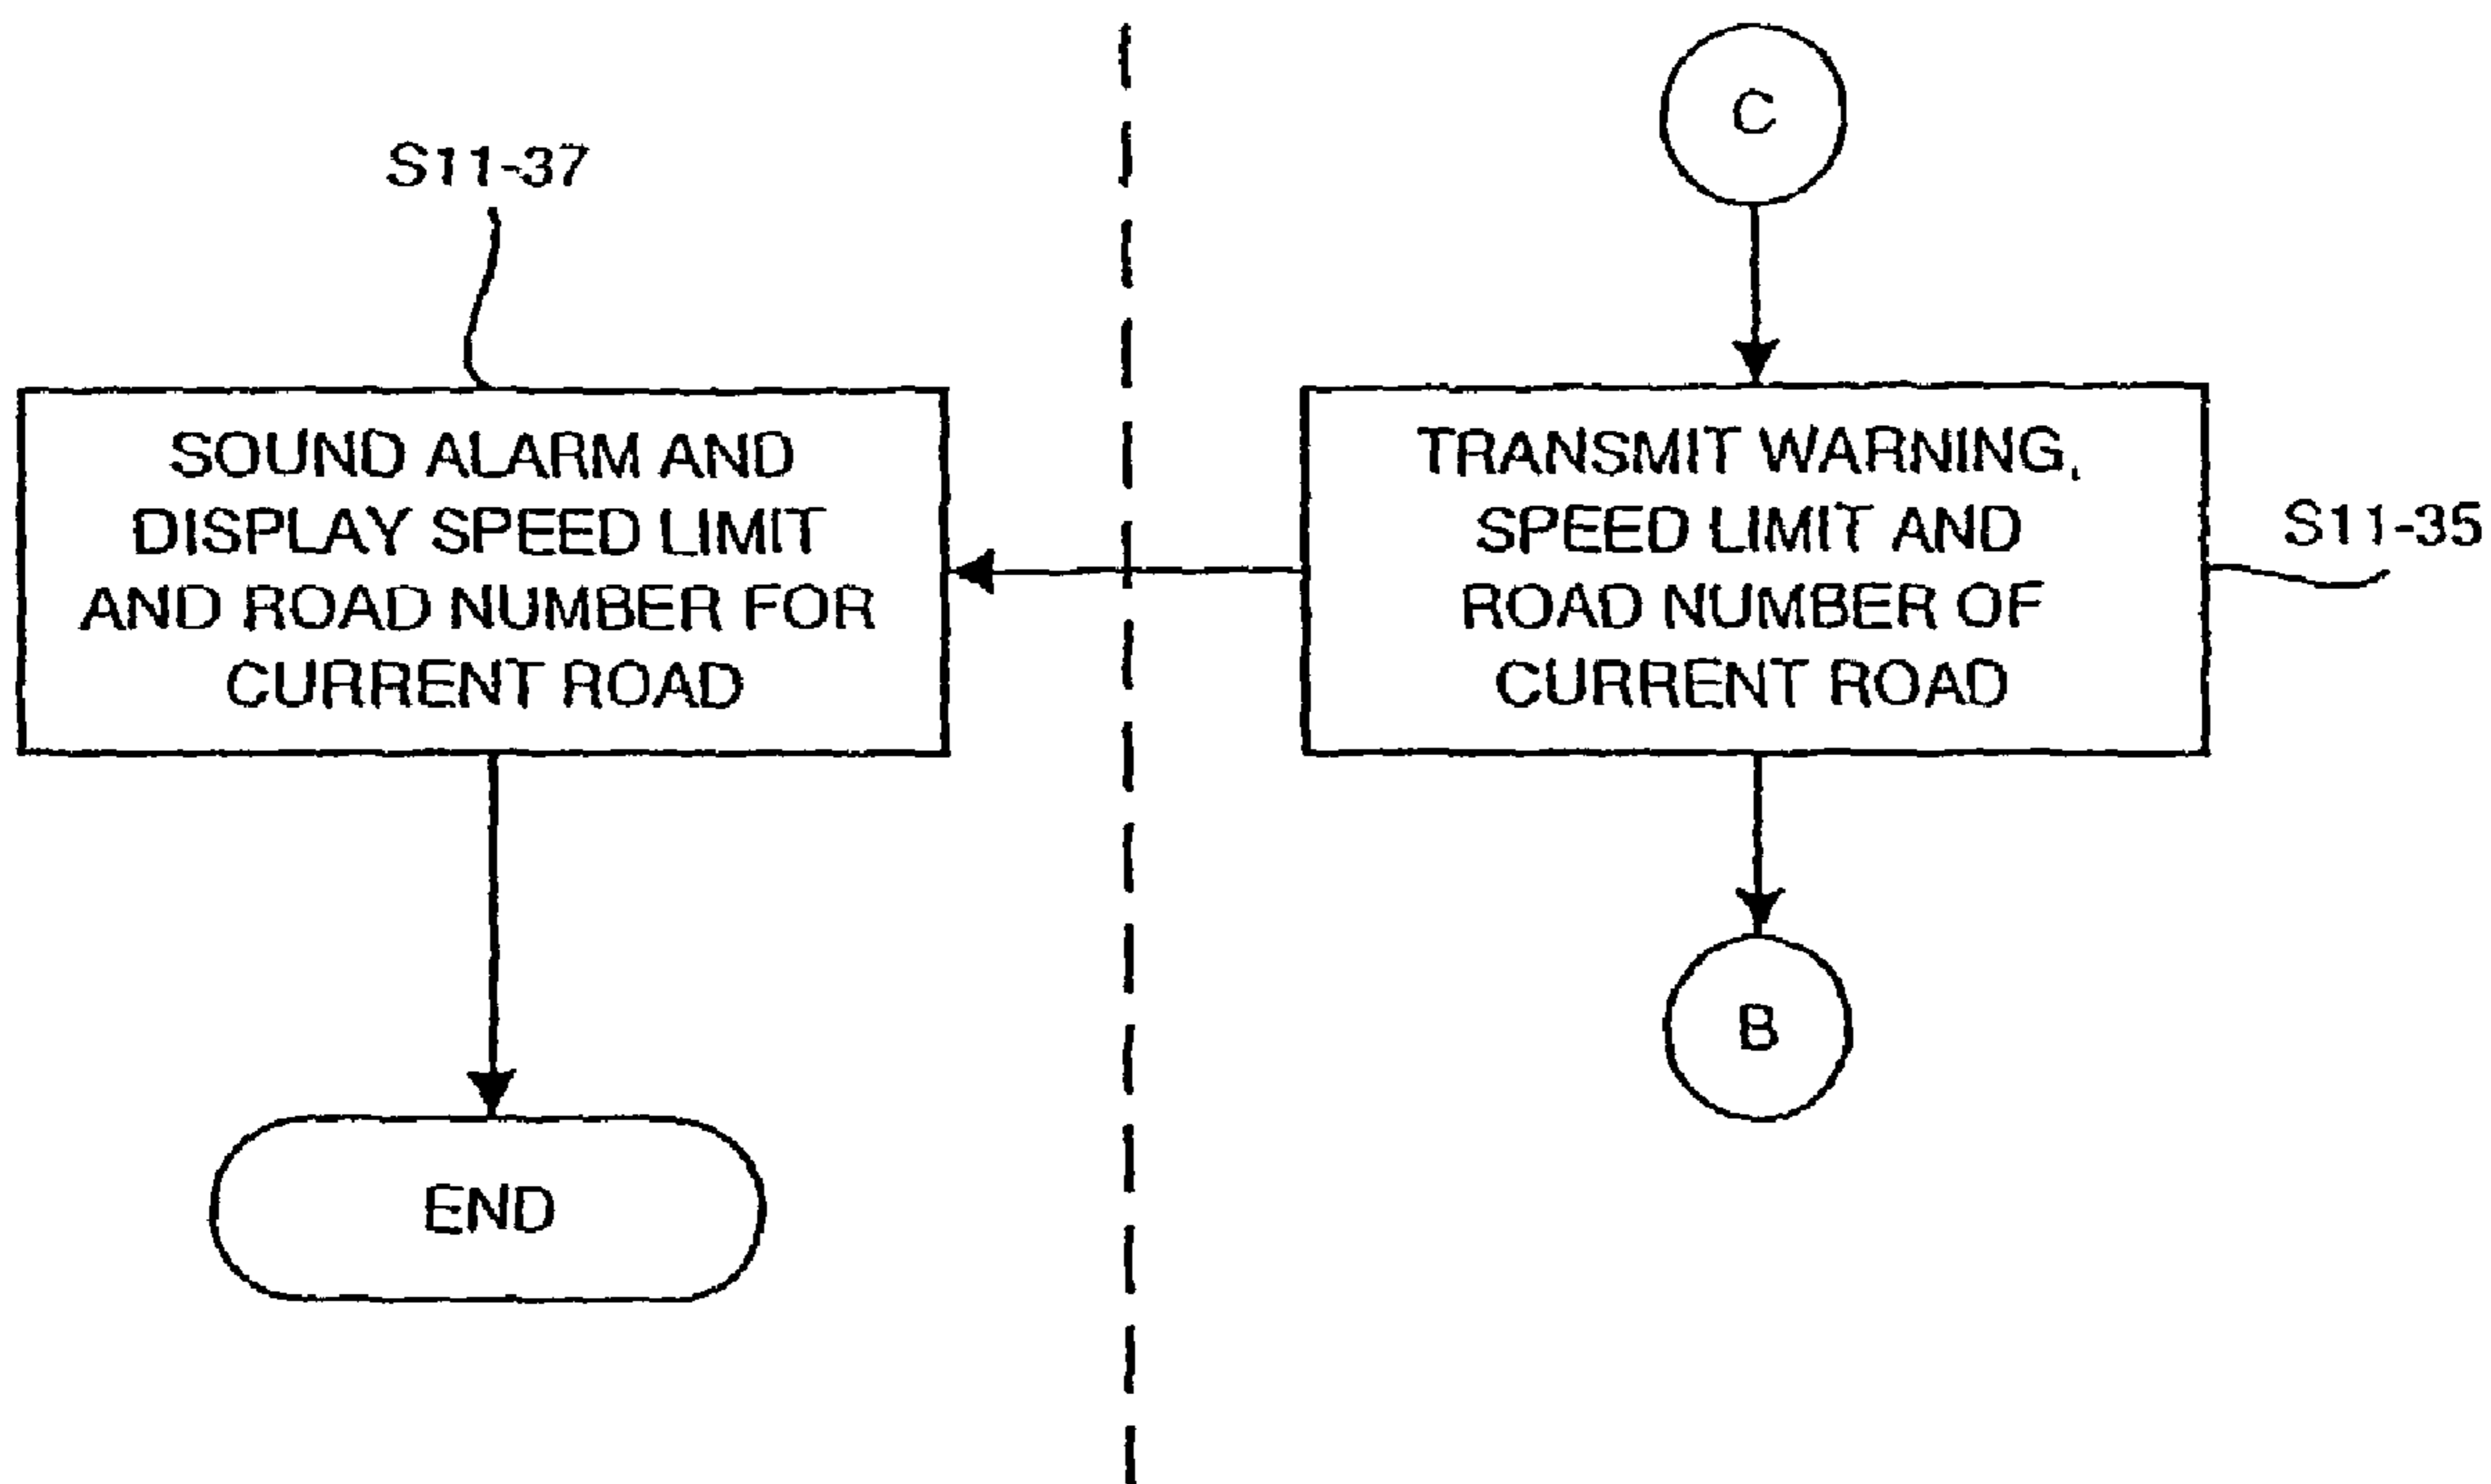 C
S11-37
SOUND ALARM AND
DISPLAY SPEED LIMIT
AND ROAD NUMBER FOR
CURRENT ROAD
TRANSMIT WARNING,
SPEED LIMIT AND
ROAD NUMBER OF
CURRENT ROAD
S11-35
B
END